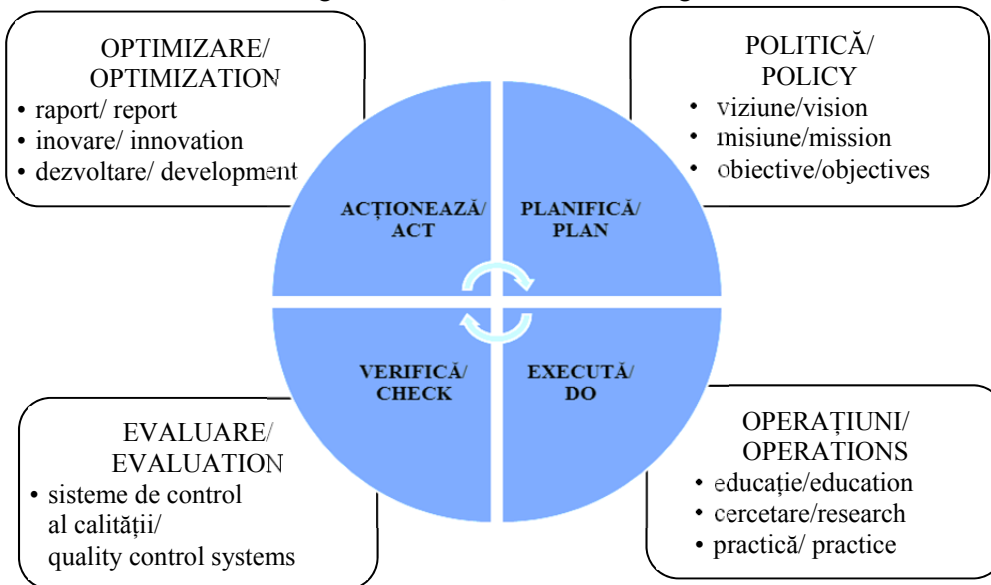 OPTIMIZARE/
OPTIMIZATION
• raport/ report
• inovare/ innovation
• dezvoltare/ development
POLITICĂ/
POLICY
• viziune/vision
• misiune/mission
• obiective/objectives
ACȚIONEAZĂ/
ACT
PLANIFICĂ/
PLAN
VERIFICĂ/
CHECK
EXECUTĂ/
DO
EVALUARE/
EVALUATION
• sisteme de control
al calității/
quality control systems
OPERAȚIUNI/
OPERATIONS
• educație/education
• cercetare/research
• practică/ practice